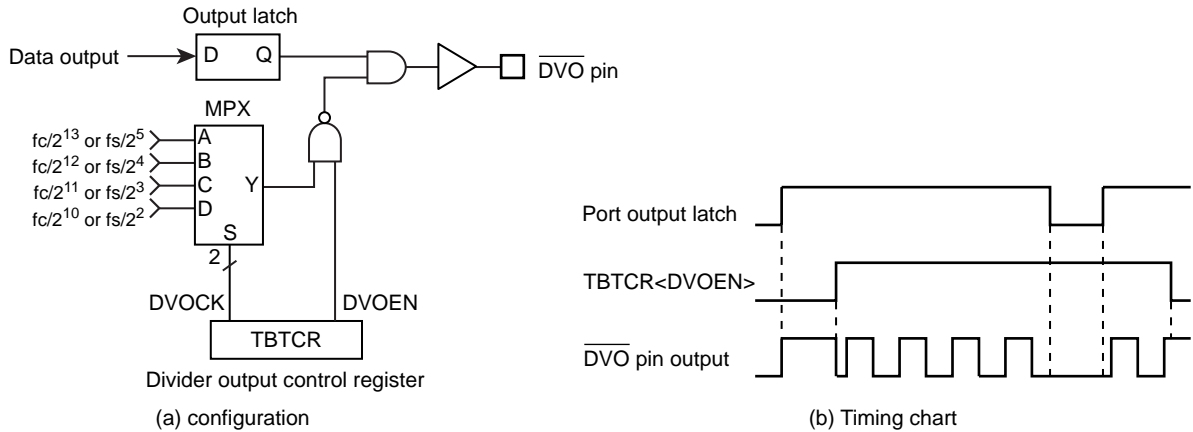 Output latch
Data output
D Q
DVO pin
MPX
fc/2^13 or fs/2^5
A
fc/2^12 or fs/2^4
B
fc/2^11 or fs/2^3
C
Y
fc/2^10 or fs/2^2
D
S
2
DVOCK
DVOEN
TBTCR
Divider output control register
(a) configuration
Port output latch
TBTCR<DVOEN>
DVO pin output
(b) Timing chart